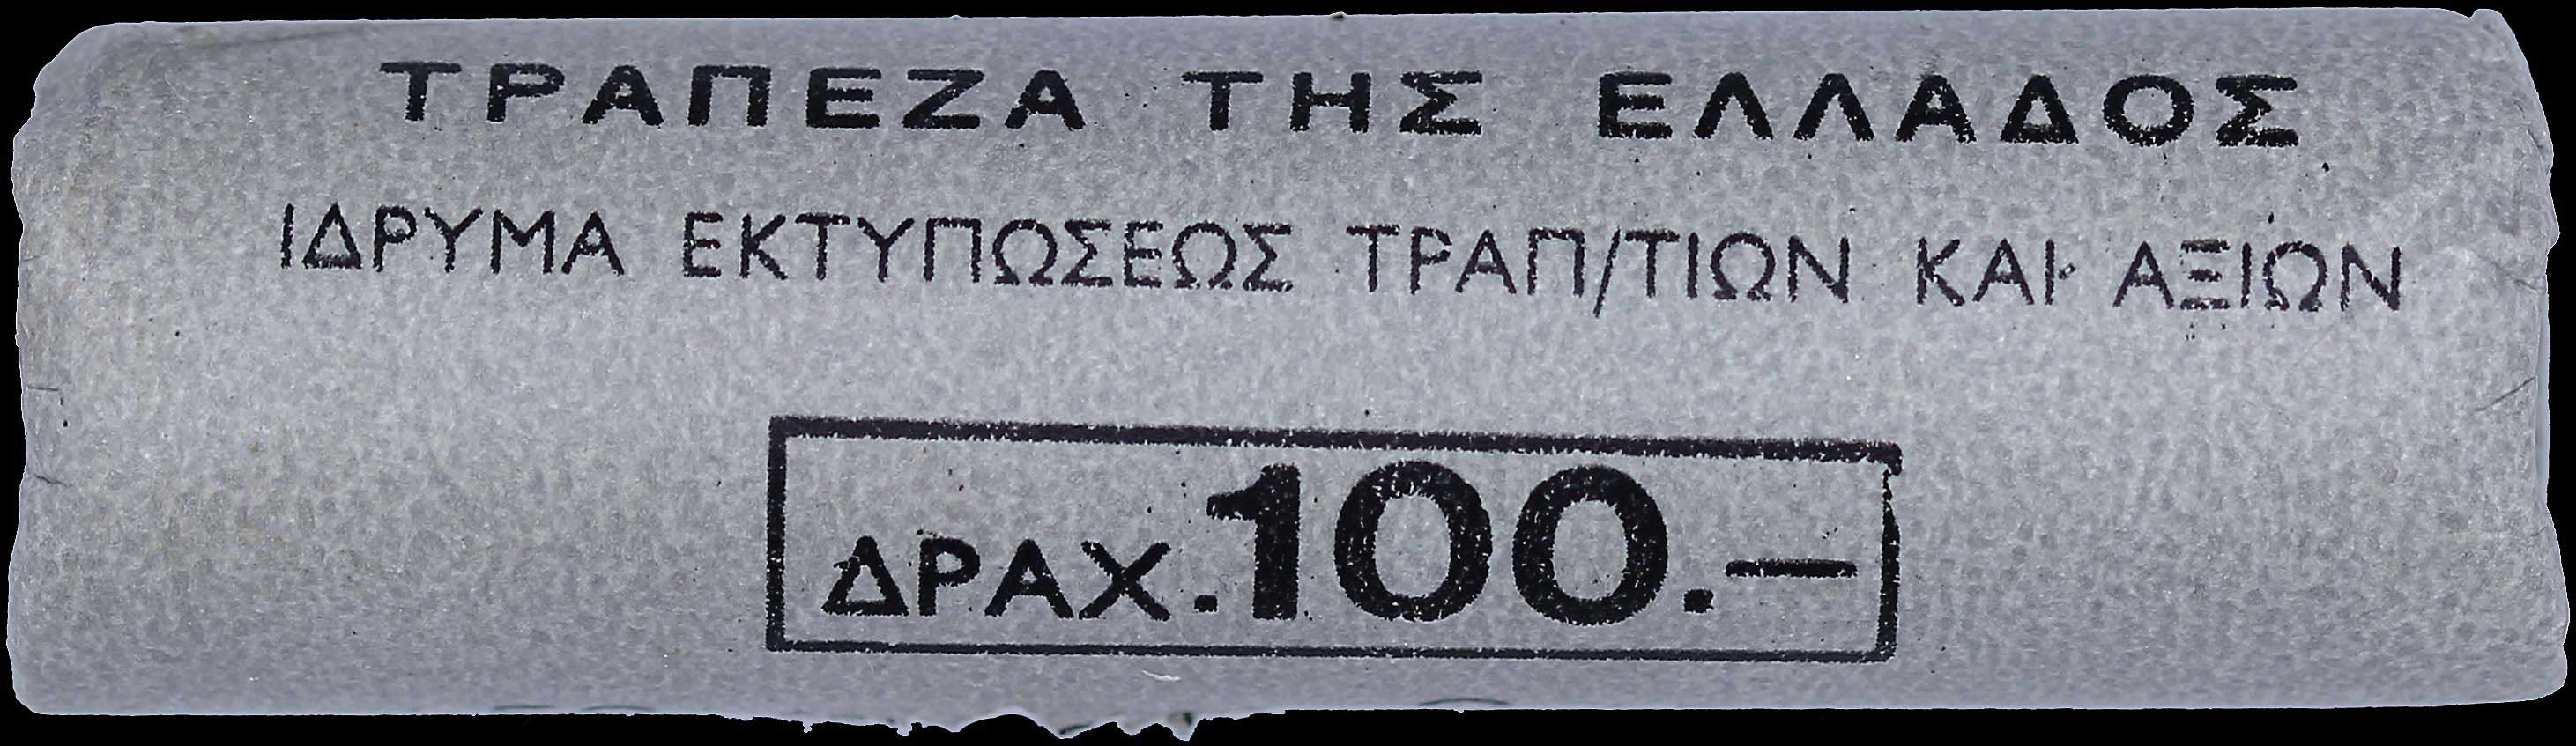 ΤΡΑΠΕΖΑ ΤΗΣ ΕΛΛΑΔΟΣ
ΙΔΡΥΜΑ ΕΚΤΥΠΩΣΕΩΣ ΤΡΑΠ/ΤΙΩΝ ΚΑΙ ΑΞΙΩΝ
ΔΡΑΧ.100.—